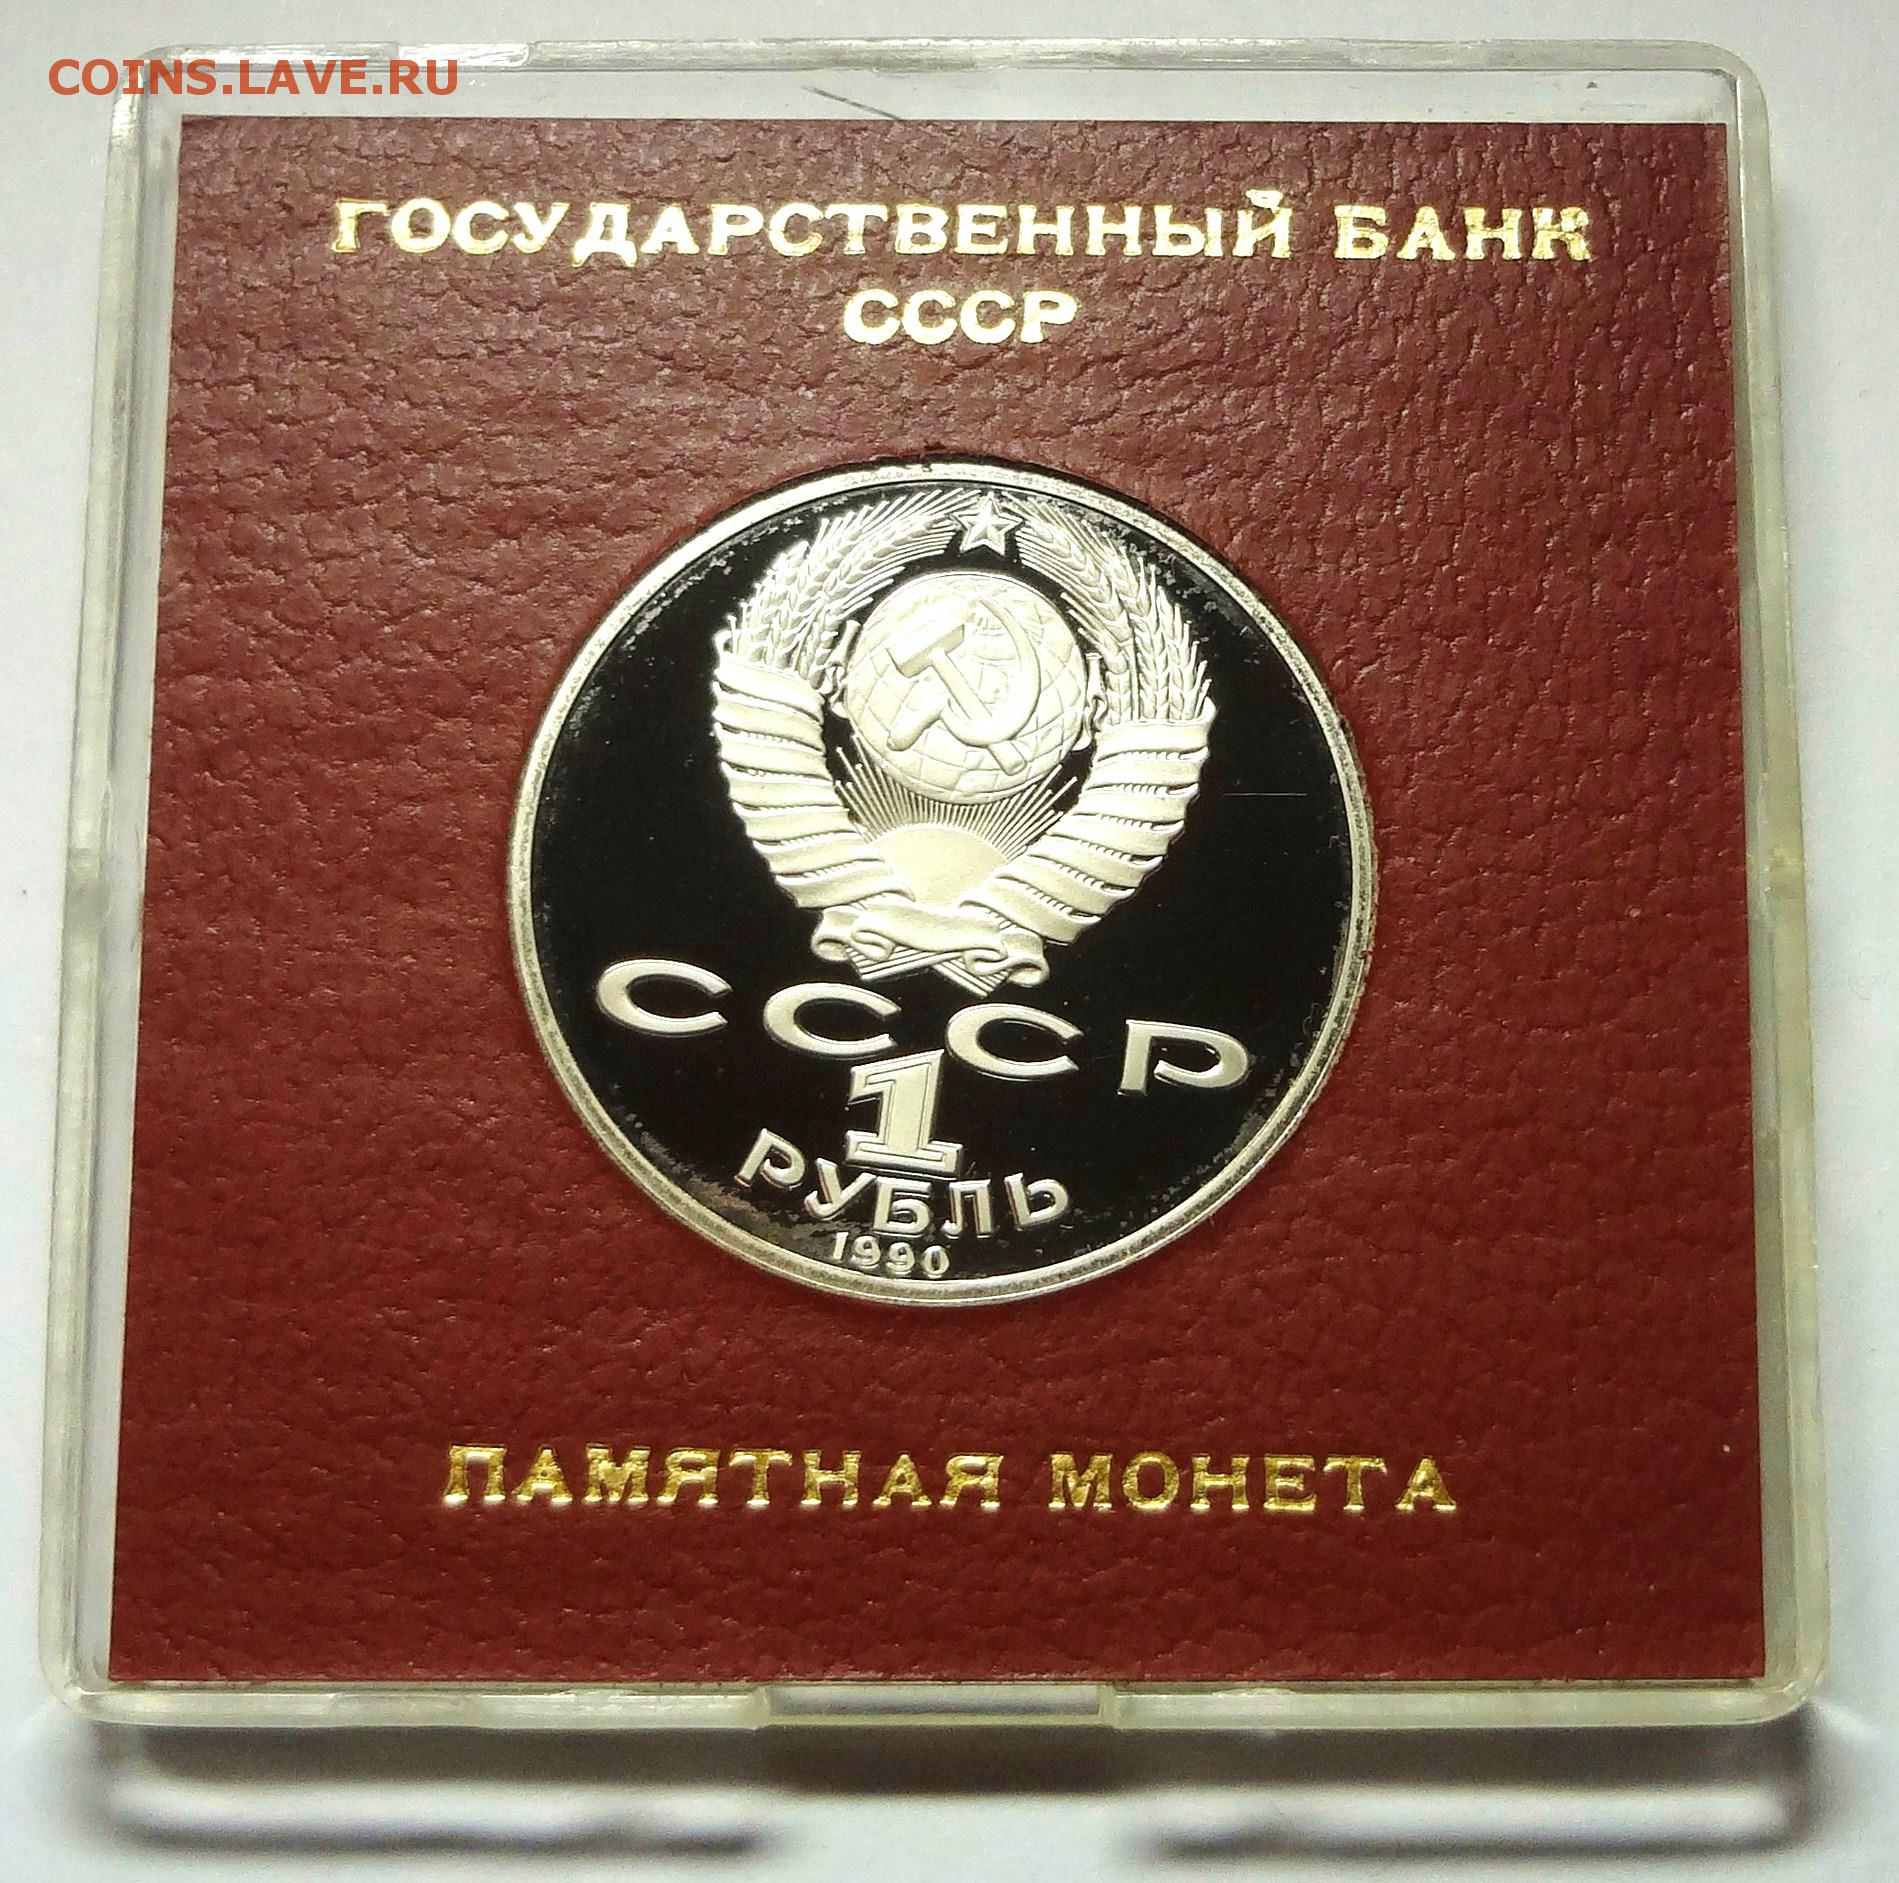 COINS.LAVE.RU
ГОСУДАРСТВЕННЫЙ БАНК
СССР
СССР
1
РУБЛЬ
1990
ПАМЯТНАЯ МОНЕТА